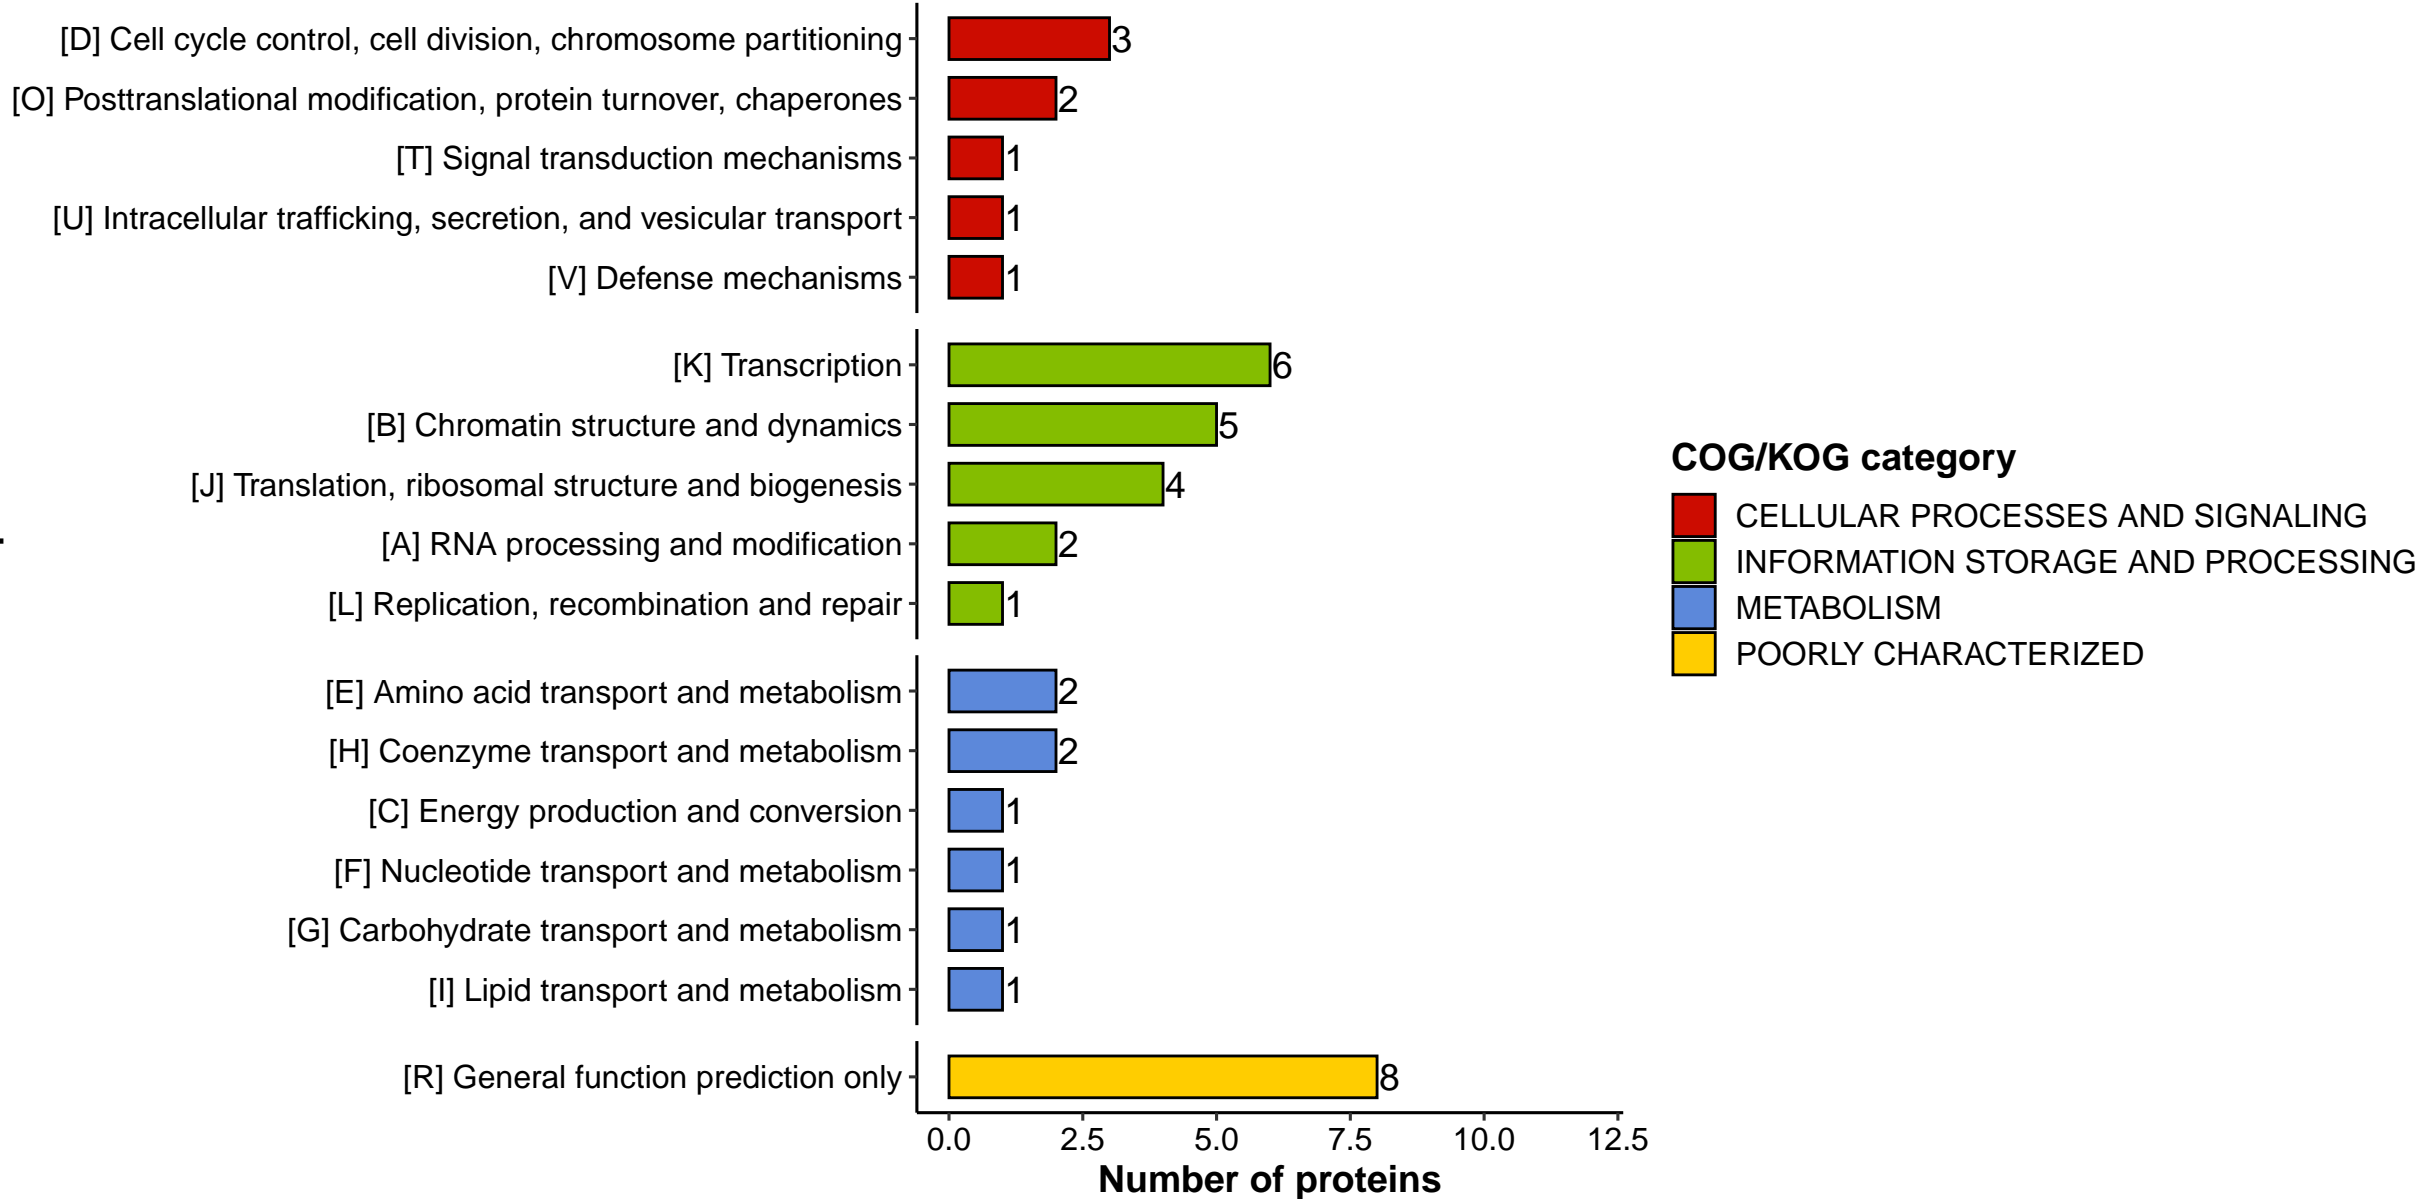 [D] Cell cycle control, cell division, chromosome partitioning 3
[O] Posttranslational modification, protein turnover, chaperones 2
[T] Signal transduction mechanisms 1
[U] Intracellular trafficking, secretion, and vesicular transport 1
[V] Defense mechanisms 1
[K] Transcription 6
[B] Chromatin structure and dynamics 5
[J] Translation, ribosomal structure and biogenesis 4
[A] RNA processing and modification 2
[L] Replication, recombination and repair 1
[E] Amino acid transport and metabolism 2
[H] Coenzyme transport and metabolism 2
[C] Energy production and conversion 1
[F] Nucleotide transport and metabolism 1
[G] Carbohydrate transport and metabolism 1
[I] Lipid transport and metabolism 1
[R] General function prediction only 8
0.0 2.5 5.0 7.5 10.0 12.5
Number of proteins
COG/KOG category
CELLULAR PROCESSES AND SIGNALING
INFORMATION STORAGE AND PROCESSING
METABOLISM
POORLY CHARACTERIZED